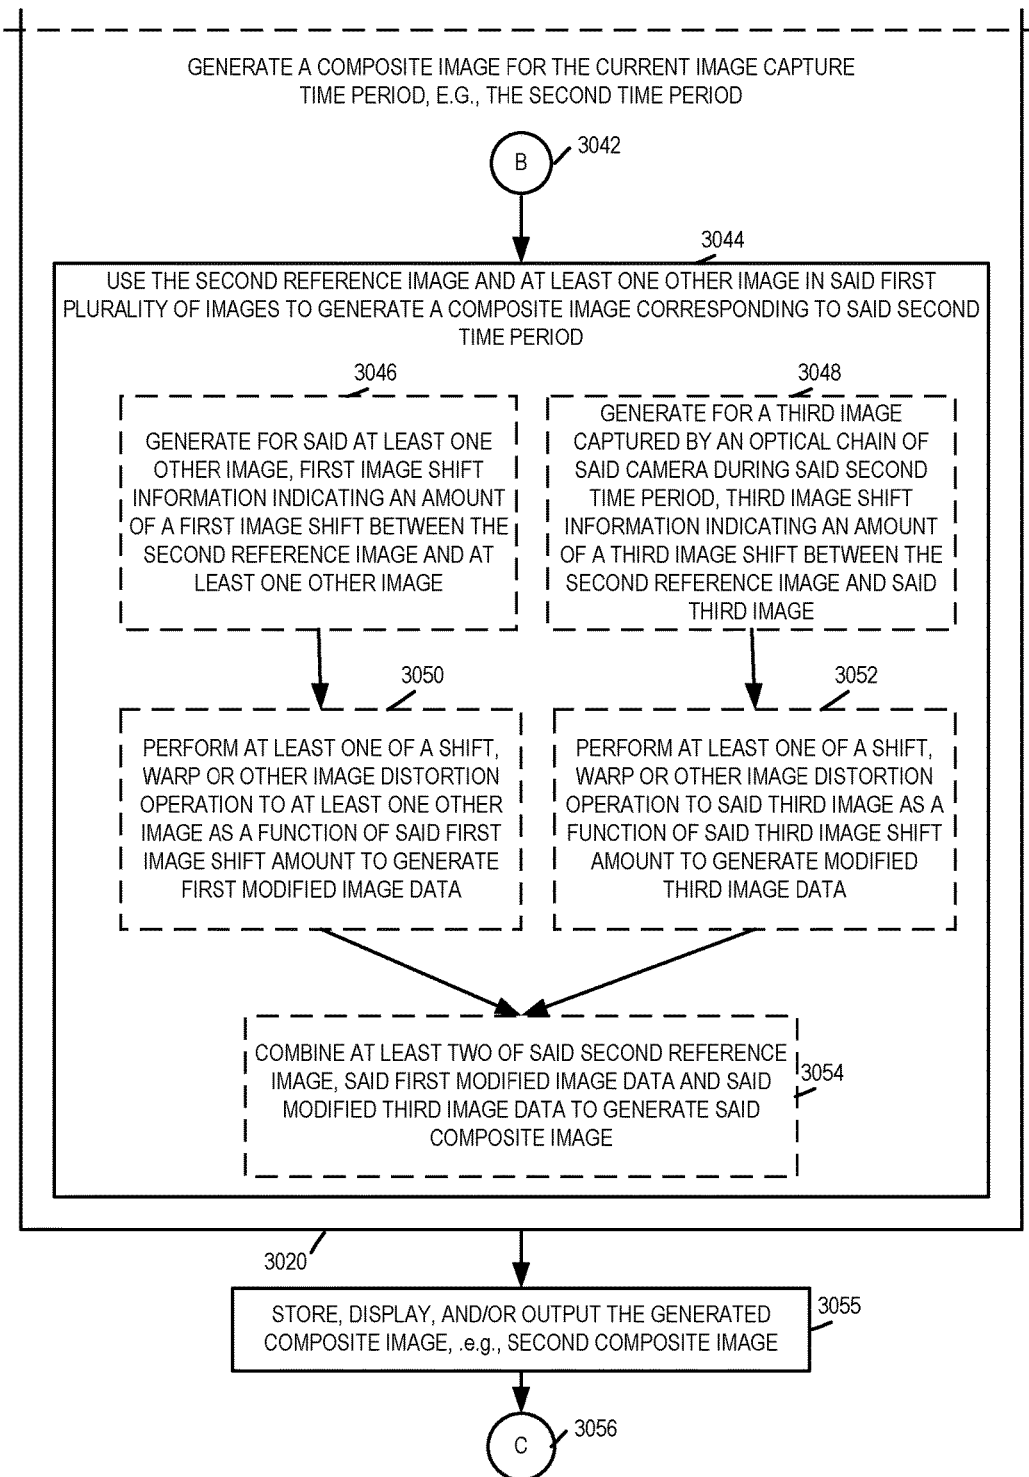 GENERATE A COMPOSITE IMAGE FOR THE CURRENT IMAGE CAPTURE
TIME PERIOD, E.G., THE SECOND TIME PERIOD
B
3042
3044
USE THE SECOND REFERENCE IMAGE AND AT LEAST ONE OTHER IMAGE IN SAID FIRST
PLURALITY OF IMAGES TO GENERATE A COMPOSITE IMAGE CORRESPONDING TO SAID SECOND
TIME PERIOD
3046
GENERATE FOR SAID AT LEAST ONE
OTHER IMAGE, FIRST IMAGE SHIFT
INFORMATION INDICATING AN AMOUNT
OF A FIRST IMAGE SHIFT BETWEEN THE
SECOND REFERENCE IMAGE AND AT
LEAST ONE OTHER IMAGE
3048
GENERATE FOR A THIRD IMAGE
CAPTURED BY AN OPTICAL CHAIN OF
SAID CAMERA DURING SAID SECOND
TIME PERIOD, THIRD IMAGE SHIFT
INFORMATION INDICATING AN AMOUNT
OF A THIRD IMAGE SHIFT BETWEEN THE
SECOND REFERENCE IMAGE AND SAID
THIRD IMAGE
3050
PERFORM AT LEAST ONE OF A SHIFT,
WARP OR OTHER IMAGE DISTORTION
OPERATION TO AT LEAST ONE OTHER
IMAGE AS A FUNCTION OF SAID FIRST
IMAGE SHIFT AMOUNT TO GENERATE
FIRST MODIFIED IMAGE DATA
3052
PERFORM AT LEAST ONE OF A SHIFT,
WARP OR OTHER IMAGE DISTORTION
OPERATION TO SAID THIRD IMAGE AS A
FUNCTION OF SAID THIRD IMAGE SHIFT
AMOUNT TO GENERATE MODIFIED
THIRD IMAGE DATA
COMBINE AT LEAST TWO OF SAID SECOND REFERENCE
IMAGE, SAID FIRST MODIFIED IMAGE DATA AND SAID
MODIFIED THIRD IMAGE DATA TO GENERATE SAID
COMPOSITE IMAGE
3054
3020
STORE, DISPLAY, AND/OR OUTPUT THE GENERATED
COMPOSITE IMAGE, .e.g., SECOND COMPOSITE IMAGE
3055
C
3056